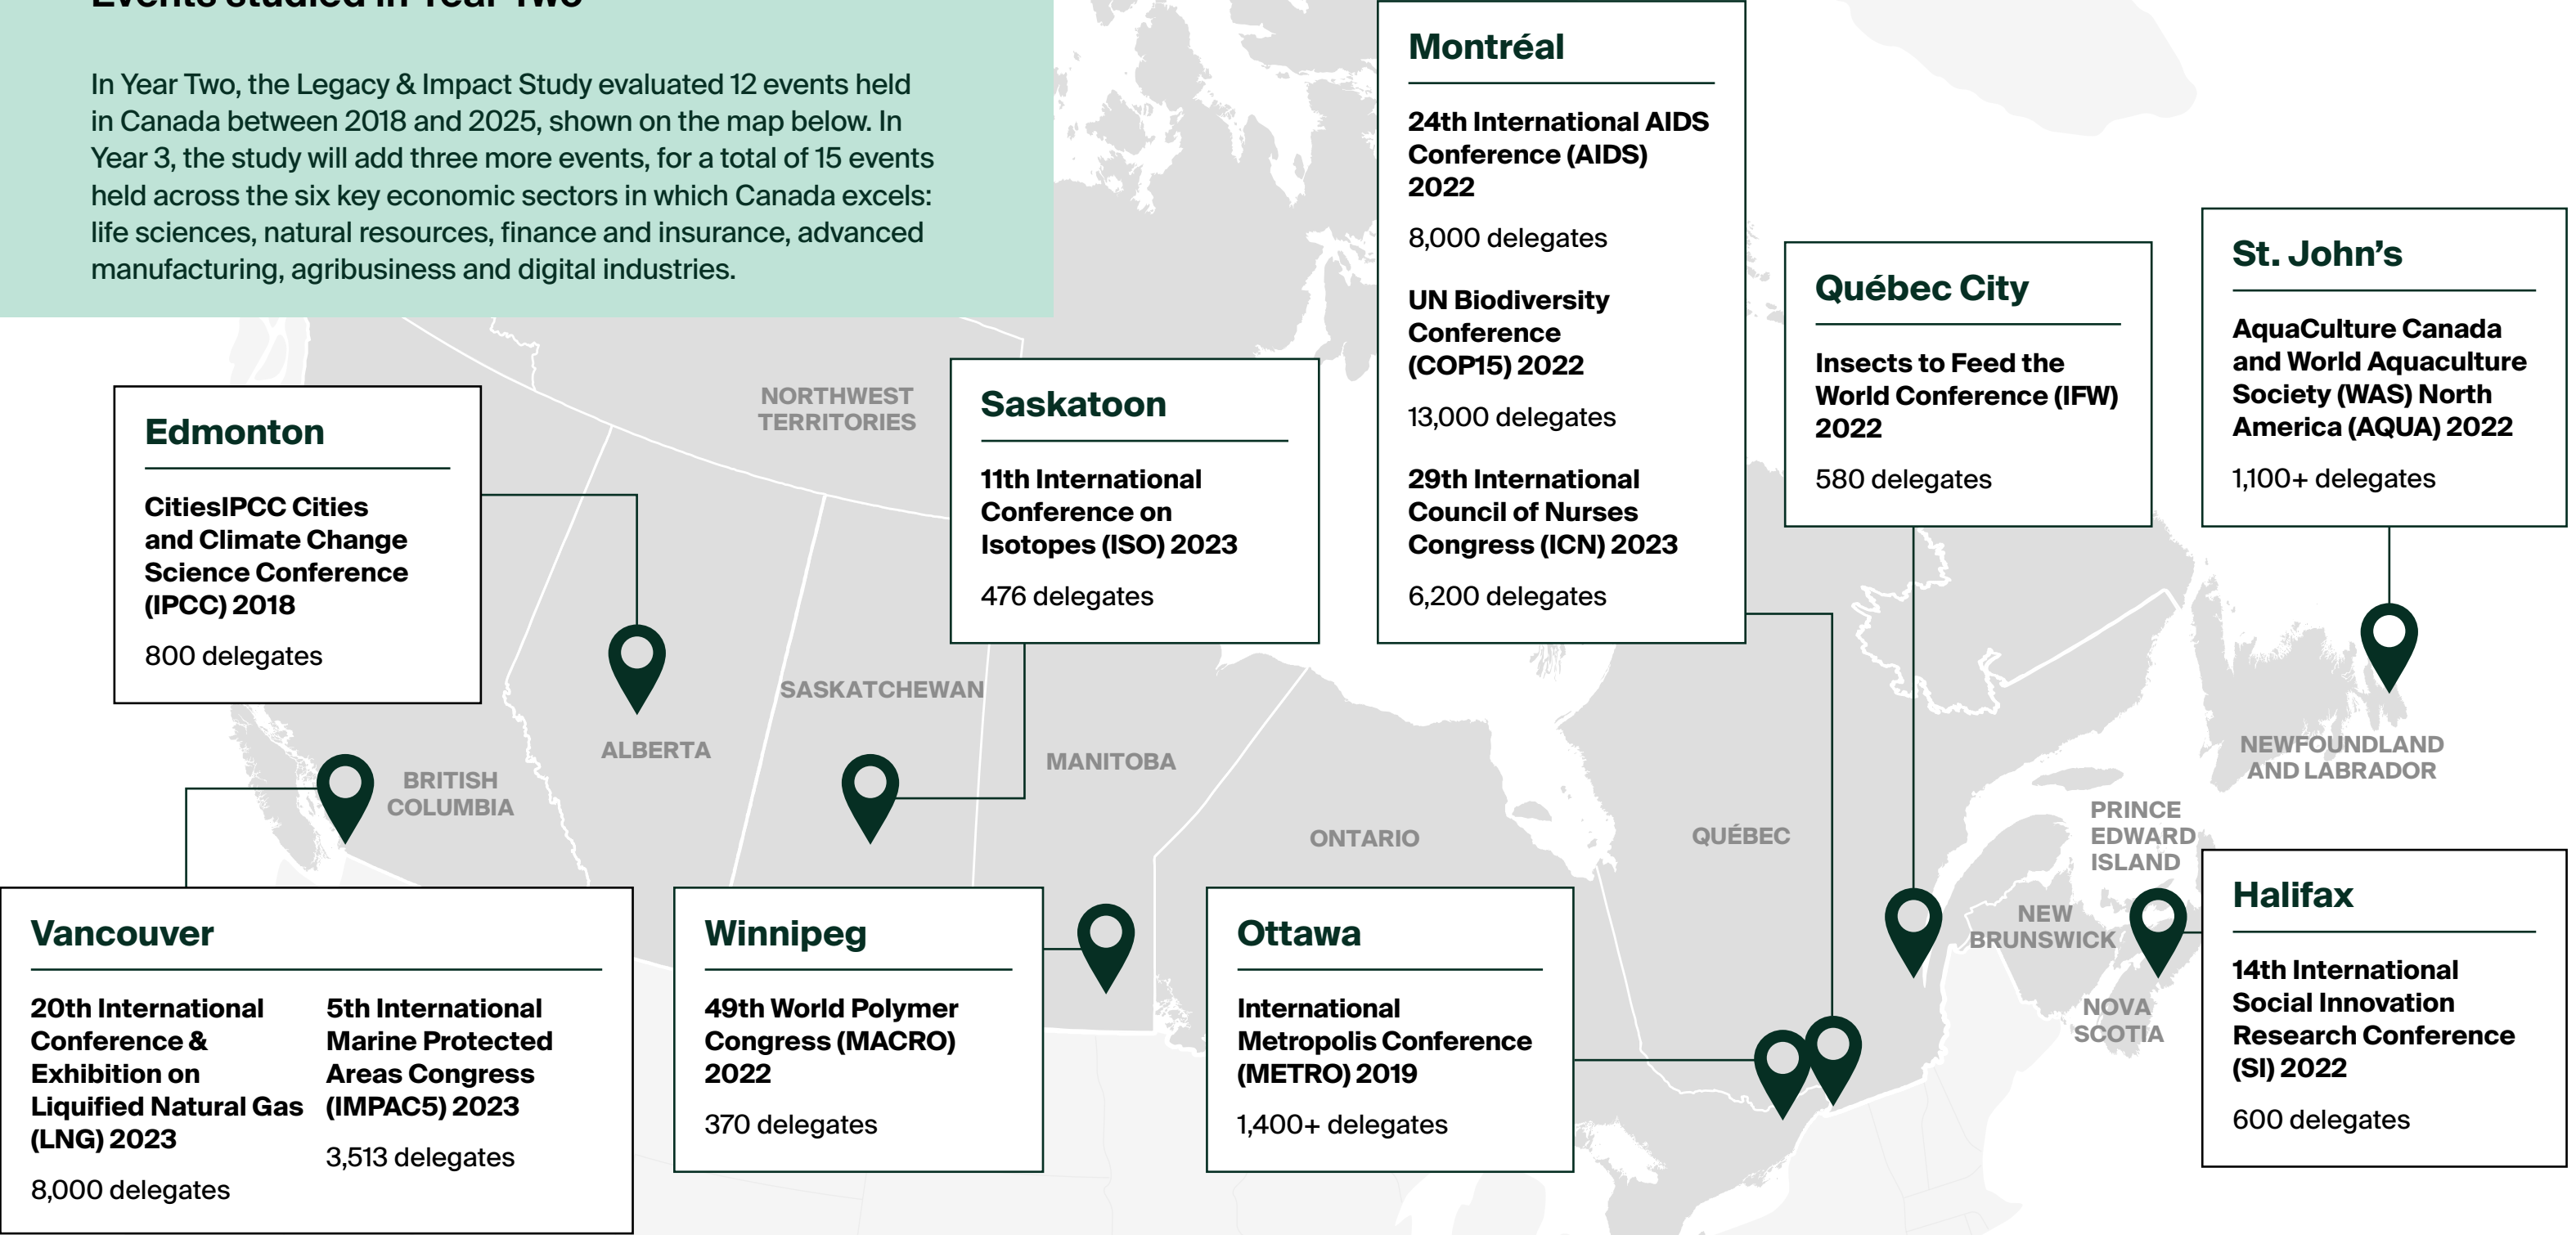 Events studied in Year Two
In Year Two, the Legacy & Impact Study evaluated 12 events held
in Canada between 2018 and 2025, shown on the map below. In
Year 3, the study will add three more events, for a total of 15 events
held across the six key economic sectors in which Canada excels:
life sciences, natural resources, finance and insurance, advanced
manufacturing, agribusiness and digital industries.
Montréal
24th International AIDS
Conference (AIDS)
2022
8,000 delegates
UN Biodiversity
Conference
(COP15) 2022
13,000 delegates
29th International
Council of Nurses
Congress (ICN) 2023
6,200 delegates
Québec City
Insects to Feed the
World Conference (IFW)
2022
580 delegates
St. John’s
AquaCulture Canada
and World Aquaculture
Society (WAS) North
America (AQUA) 2022
1,100+ delegates
Edmonton
CitiesIPCC Cities
and Climate Change
Science Conference
(IPCC) 2018
800 delegates
NORTHWEST
TERRITORIES
Saskatoon
11th International
Conference on
Isotopes (ISO) 2023
476 delegates
SASKATCHEWAN
ALBERTA
BRITISH
COLUMBIA
MANITOBA
ONTARIO
QUÉBEC
NEWFOUNDLAND
AND LABRADOR
PRINCE
EDWARD
ISLAND
NEW
BRUNSWICK
NOVA
SCOTIA
Vancouver
20th International
Conference &
Exhibition on
Liquified Natural Gas
(LNG) 2023
8,000 delegates
5th International
Marine Protected
Areas Congress
(IMPAC5) 2023
3,513 delegates
Winnipeg
49th World Polymer
Congress (MACRO)
2022
370 delegates
Ottawa
International
Metropolis Conference
(METRO) 2019
1,400+ delegates
Halifax
14th International
Social Innovation
Research Conference
(SI) 2022
600 delegates